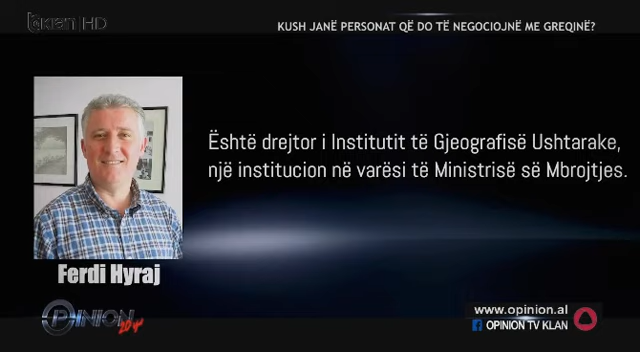 tvklan HD
KUSH JANË PERSONAT QË DO TË NEGOCIOJNË ME GREQINË?
Është drejtor i Institutit të Gjeografisë Ushtarake,
një institucion në varësi të Ministrisë së Mbrojtjes.
Ferdi Hyraj
OPINION
www.opinion.al
OPINION TV KLAN